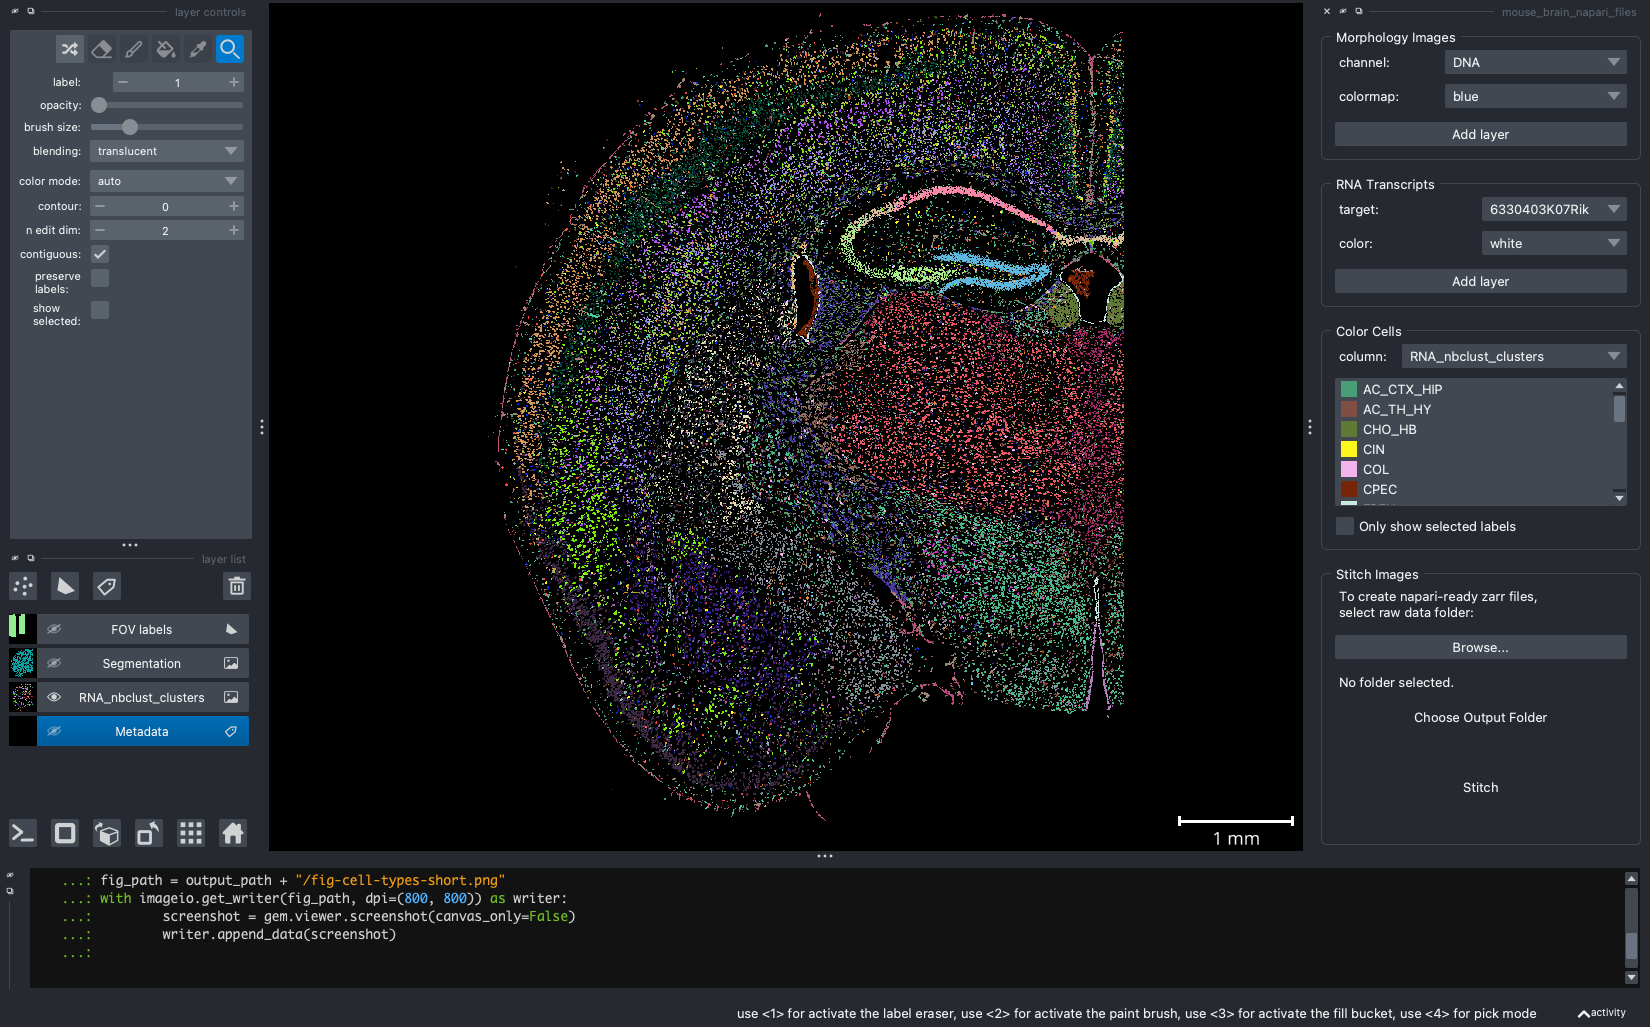 layer controls
label:
1
opacity:
brush size:
blending:
translucent
color mode:
auto
contour:
0
n edit dim:
2
contiguous:
preserve
labels:
show
selected:
layer list
FOV labels
Segmentation
RNA_nbclust_clusters
Metadata
1 mm
mouse_brain_napari_files
Morphology Images
channel:
DNA
colormap:
blue
Add layer
RNA Transcripts
target:
6330403K07Rik
color:
white
Add layer
Color Cells
column:
RNA_nbclust_clusters
AC_CTX_HIP
AC_TH_HY
CHO_HB
CIN
COL
CPEC
Only show selected labels
Stitch Images
To create napari-ready zarr files,
select raw data folder:
Browse...
No folder selected.
Choose Output Folder
Stitch
...: fig_path = output_path + "/fig-cell-types-short.png"
...: with imageio.get_writer(fig_path, dpi=(800, 800)) as writer:
...: screenshot = gem.viewer.screenshot(canvas_only=False)
...: writer.append_data(screenshot)
...:
use <1> for activate the label eraser, use <2> for activate the paint brush, use <3> for activate the fill bucket, use <4> for pick mode
activity